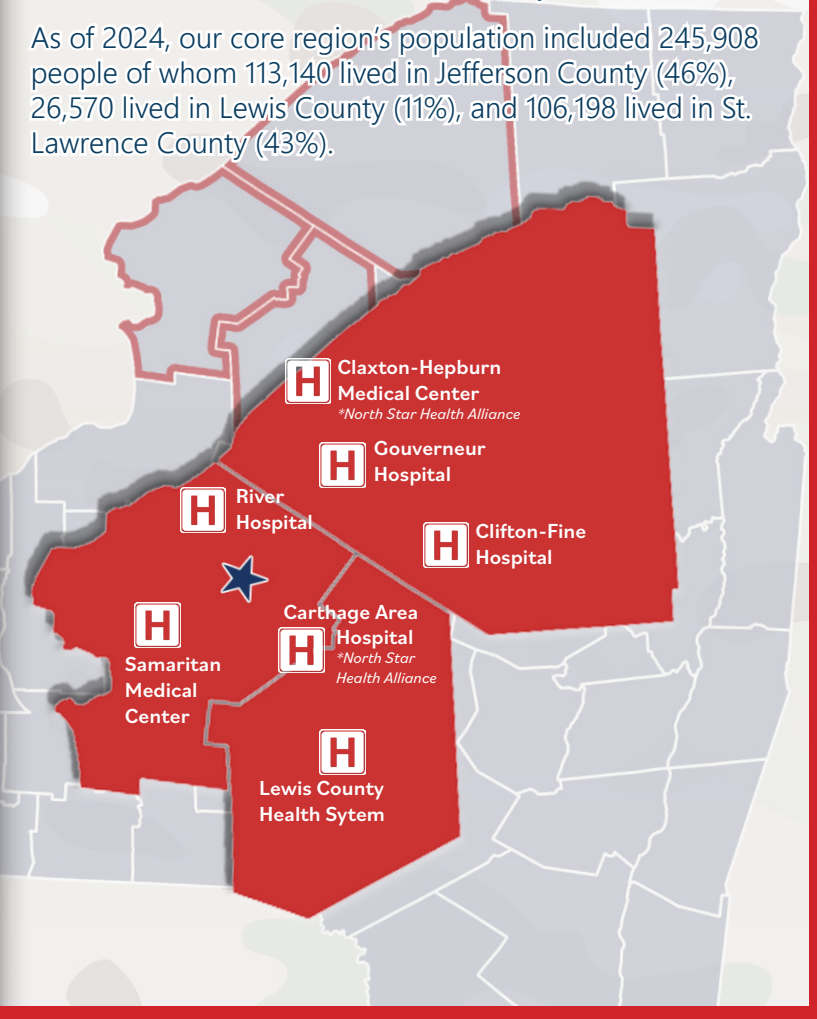 As of 2024, our core region's population included 245,908
people of whom 113,140 lived in Jefferson County (46%),
26,570 lived in Lewis County (11%), and 106,198 lived in St.
Lawrence County (43%).
H
Claxton-Hepburn
Medical Center
*North Star Health Alliance
H
Gouverneur
Hospital
H
River
Hospital
H
Clifton-Fine
Hospital
H
Samaritan
Medical
Center
Carthage Area
H
Hospital
*North Star
Health Alliance
H
Lewis County
Health Sytem